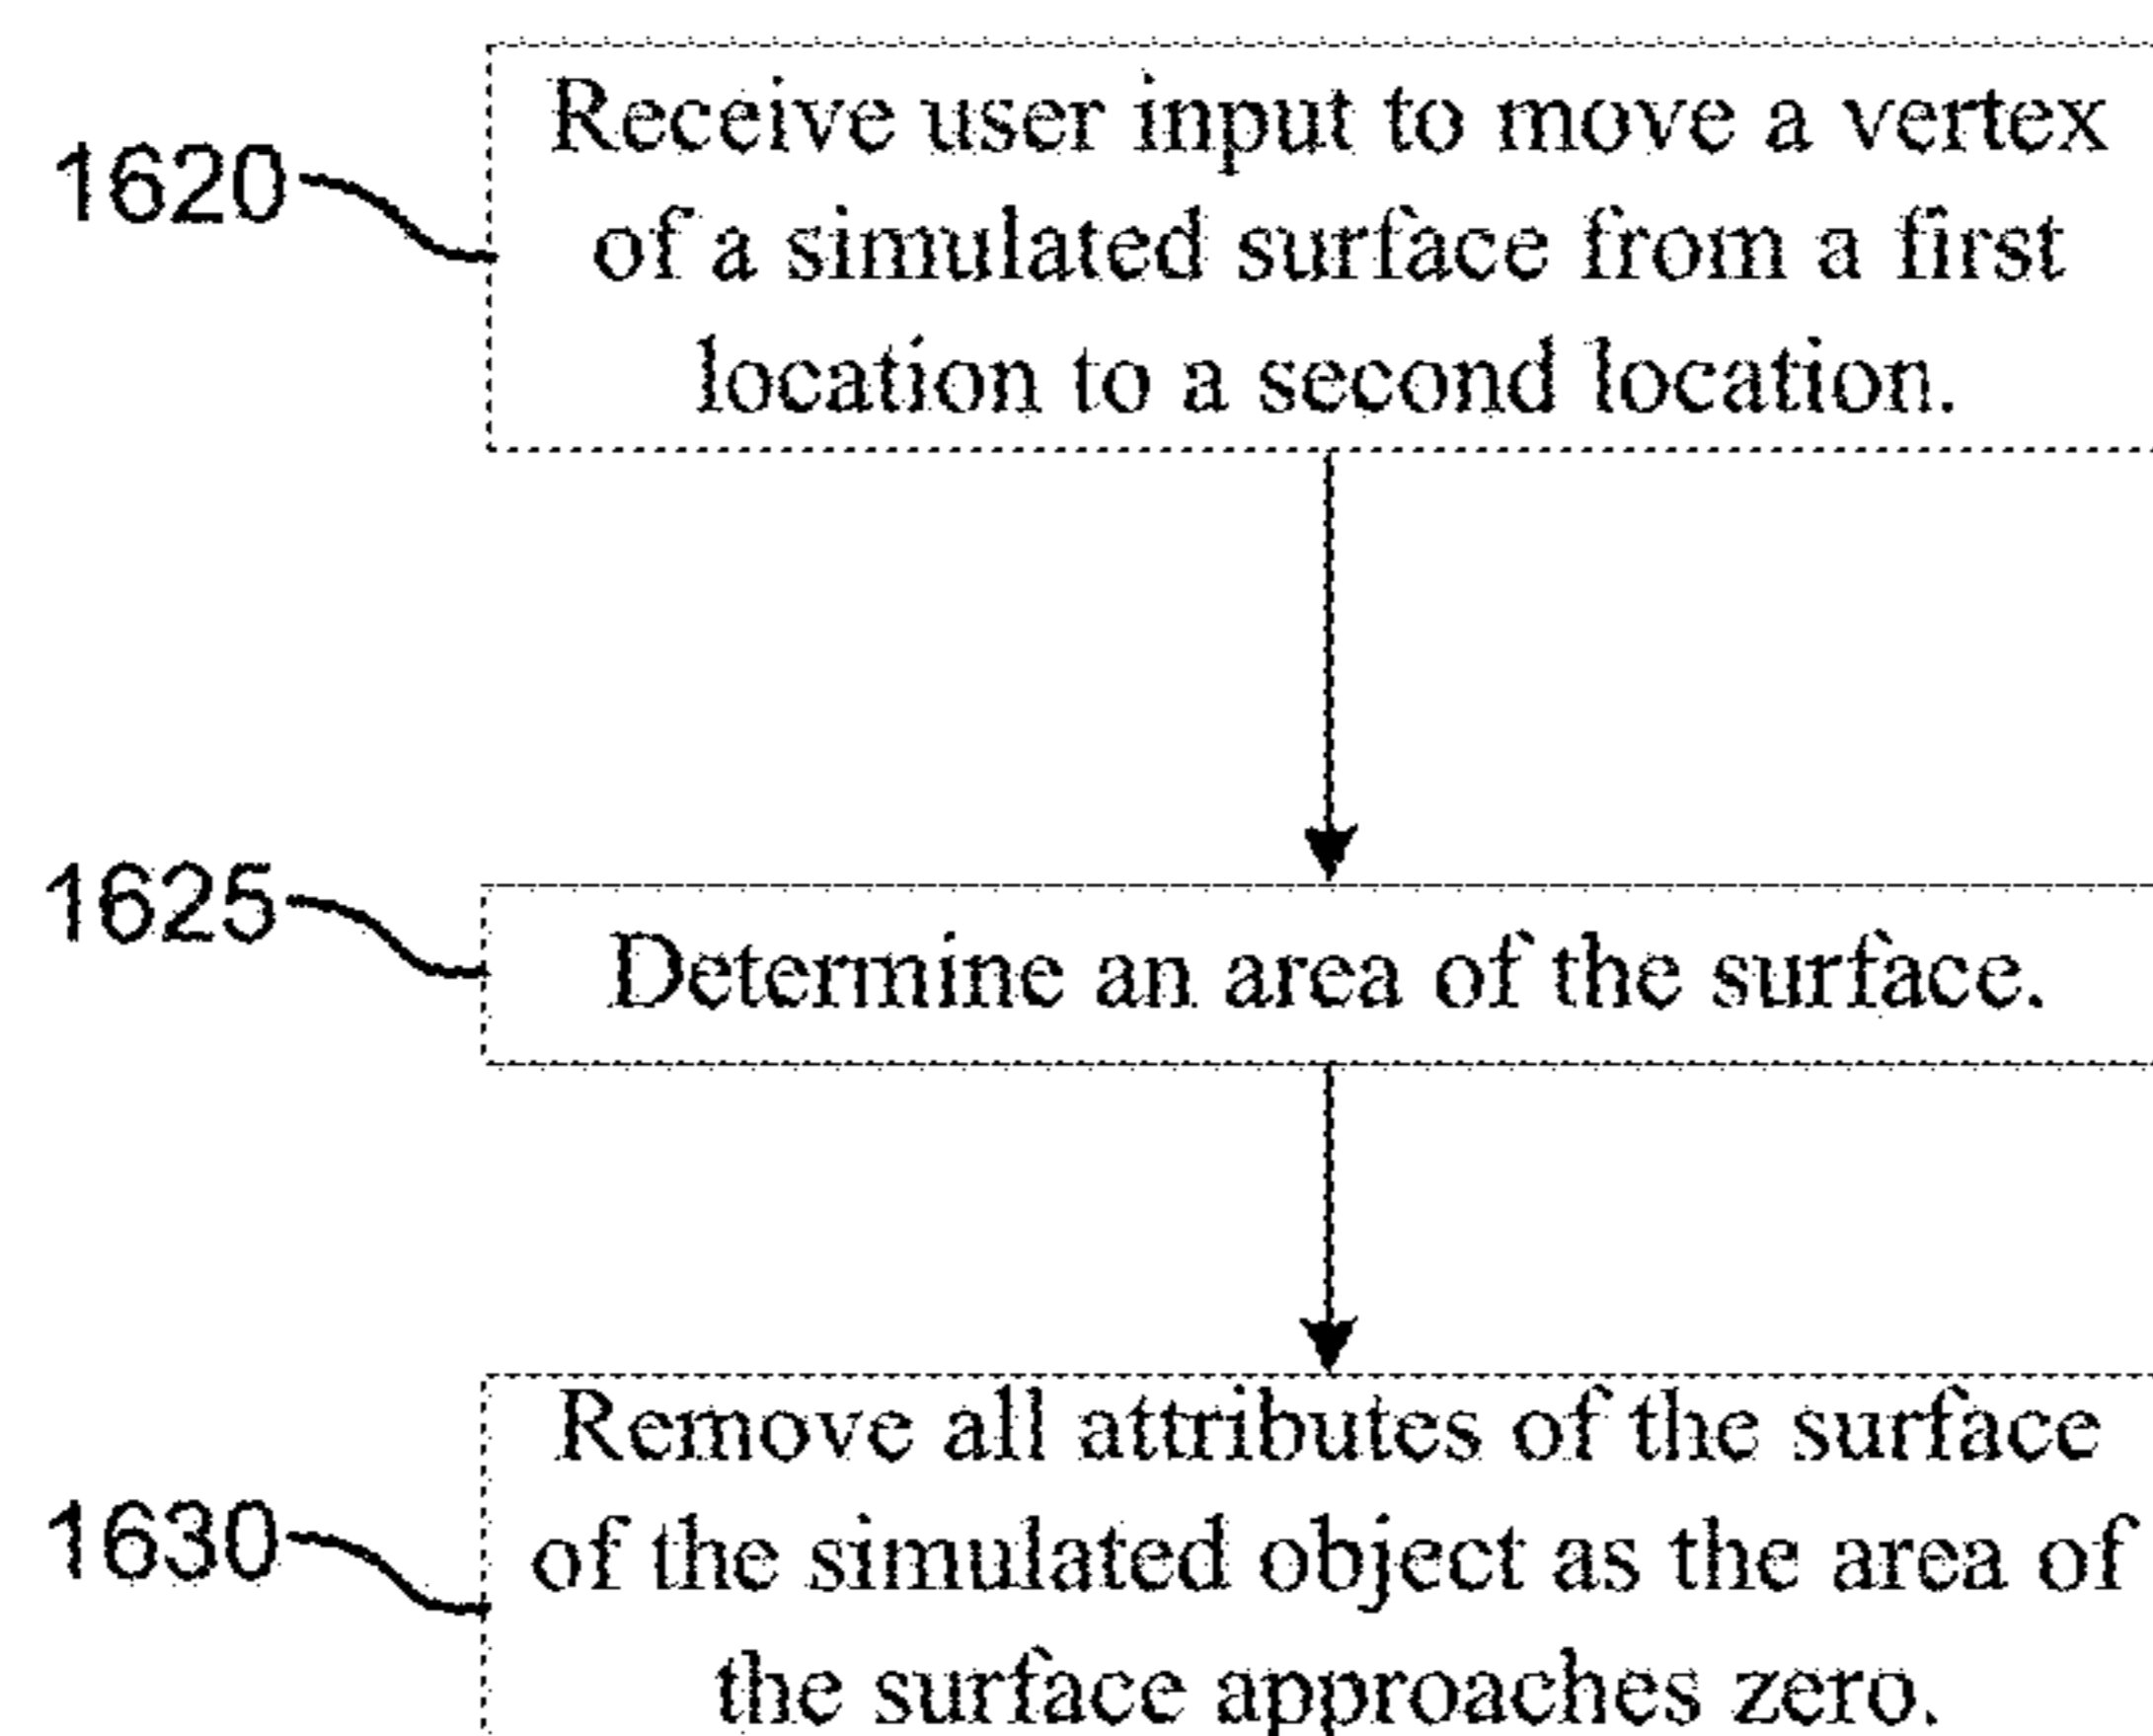 1620
Receive user input to move a vertex
of a simulated surface from a first
location to a second location.
1625
Determine an area of the surface.
1630
Remove all attributes of the surface
of the simulated object as the area of
the surface approaches zero.